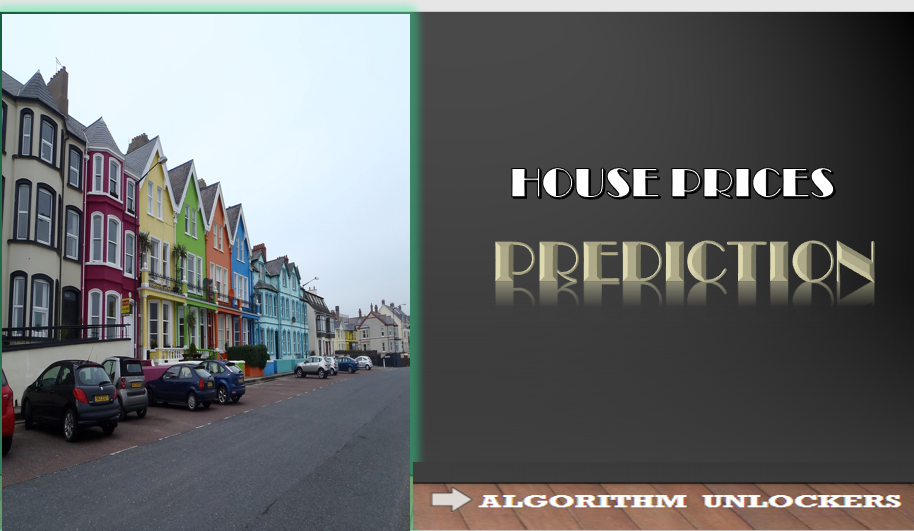 HOUSE PRICES
PREDICTION
ALGORITHM UNLOCKERS